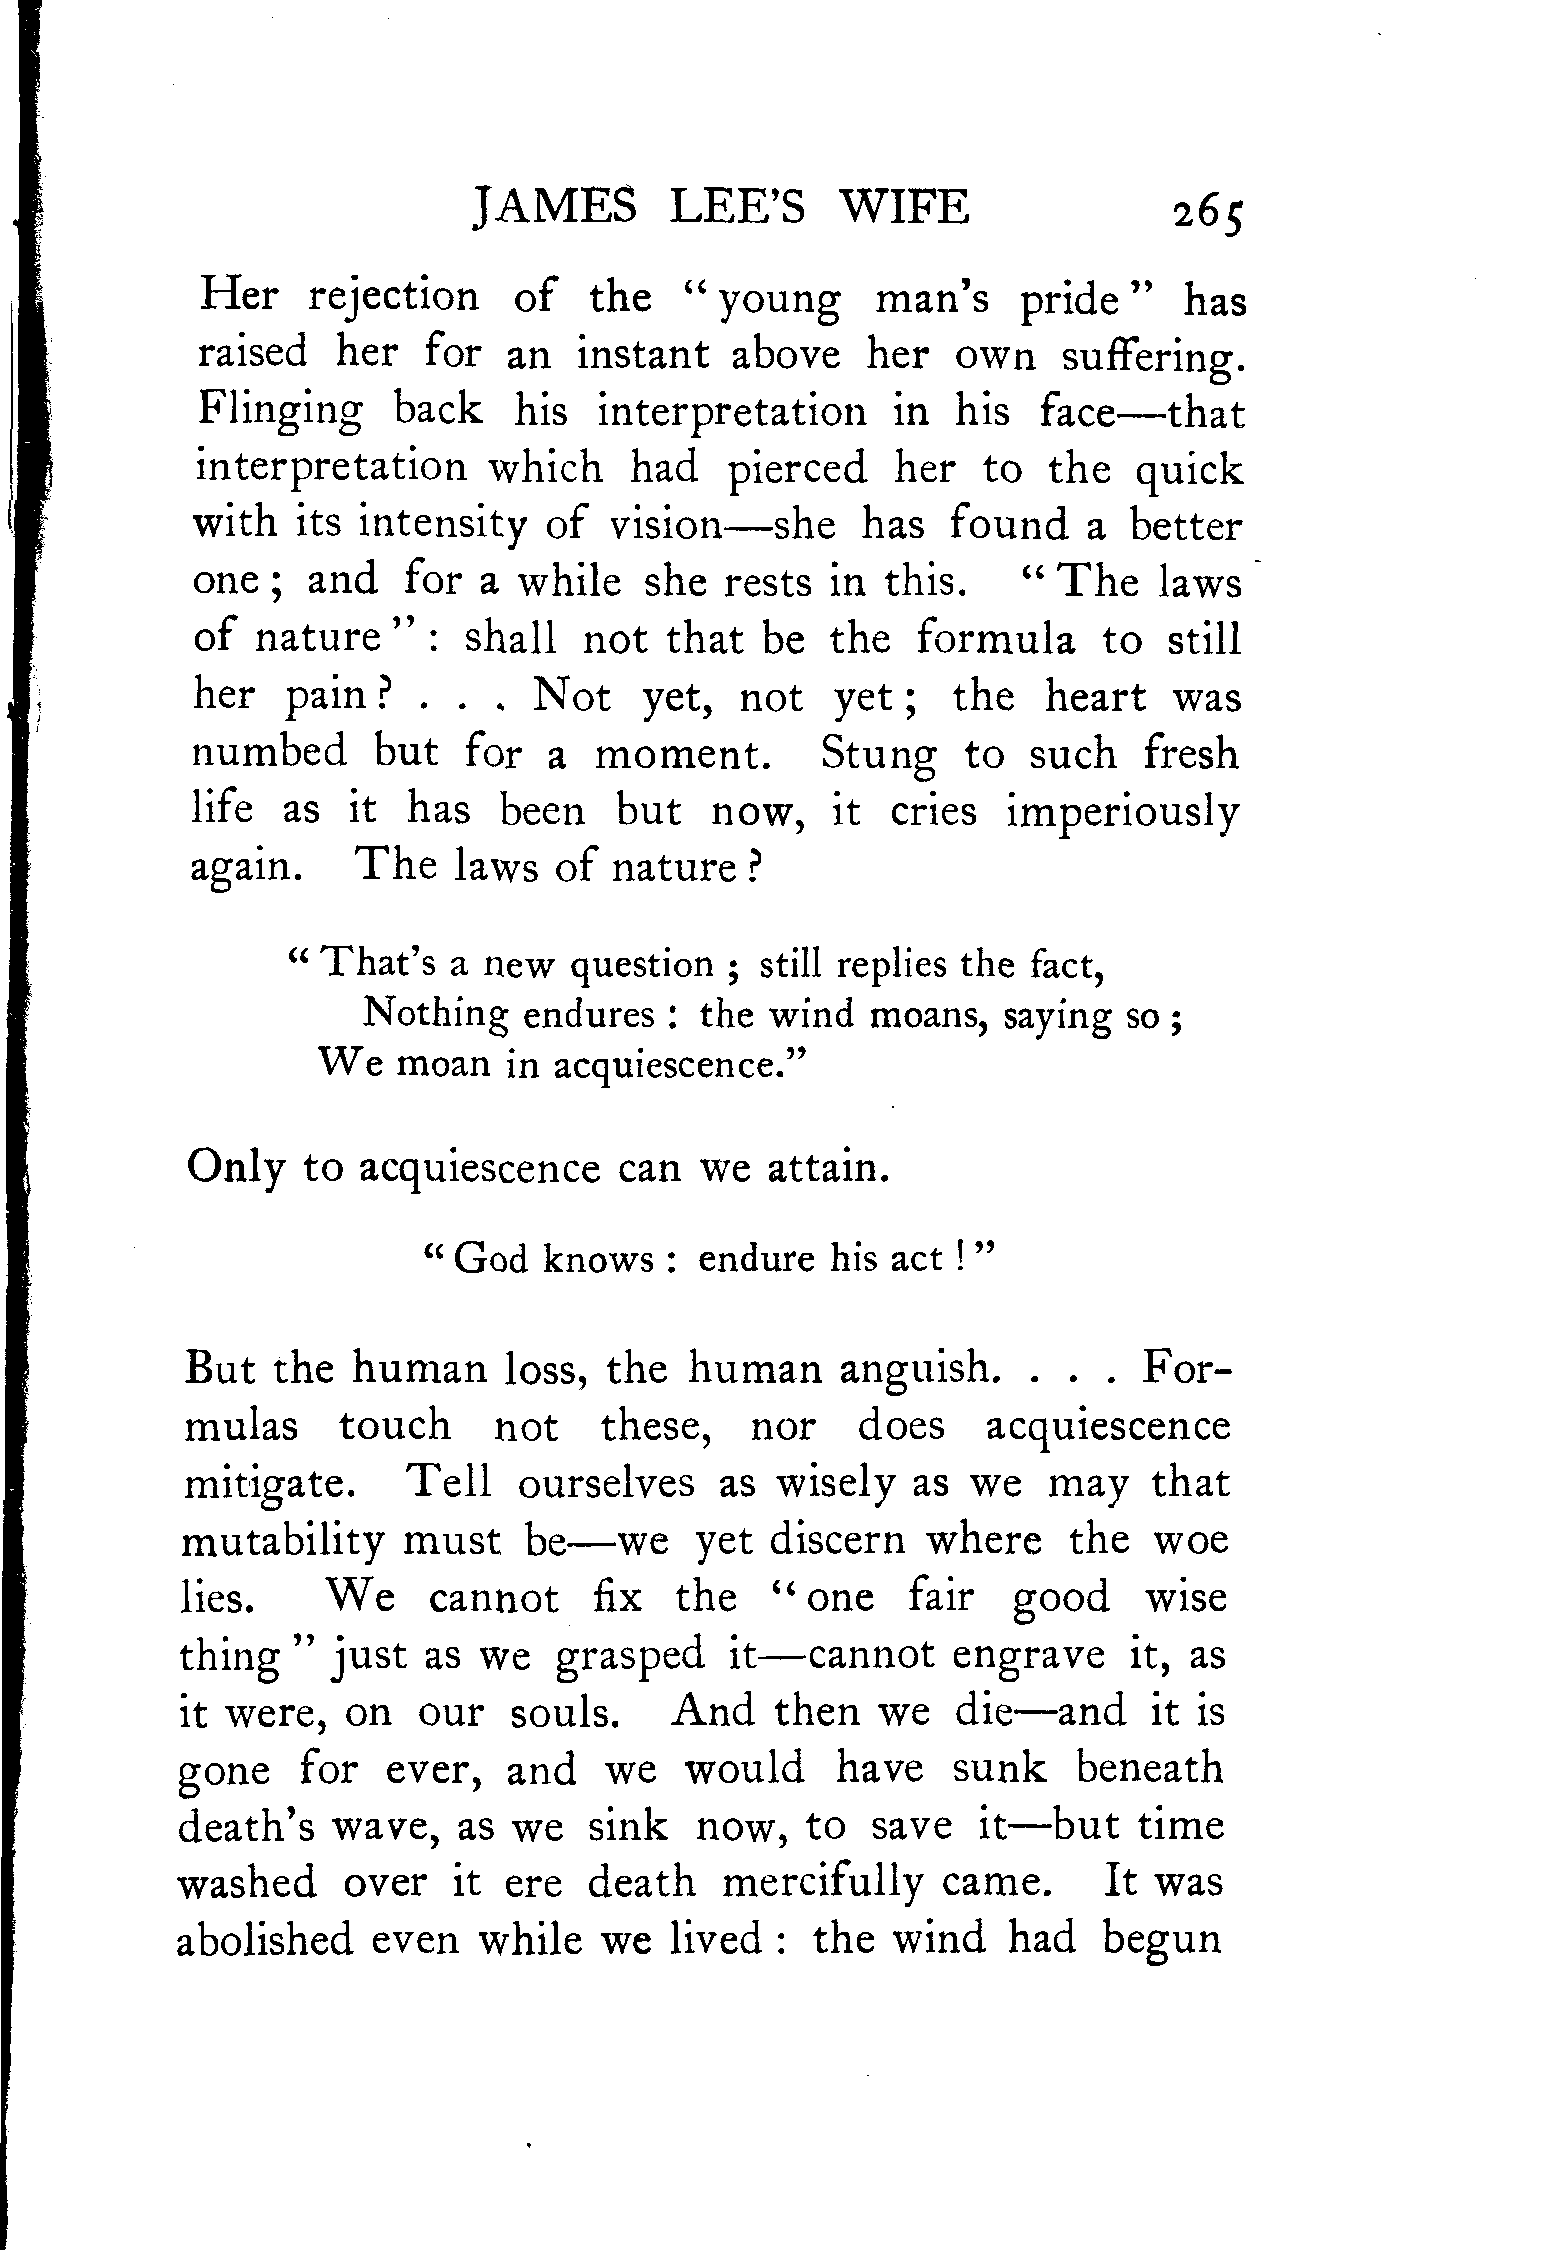 JAMES LEE'S WIFE 265
Her rejection of the "young man's pride" has
raised her for an instant above her own suffering.
Flinging back his interpretation in his face—that
interpretation which had pierced her to the quick
with its intensity of vision—she has found a better
one; and for a while she rests in this. "The laws
of nature": shall not that be the formula to still
her pain? . . . Not yet, not yet; the heart was
numbed but for a moment. Stung to such fresh
life as it has been but now, it cries imperiously
again. The laws of nature?
"That's a new question; still replies the fact,
Nothing endures: the wind moans, saying so;
We moan in acquiescence."
Only to acquiescence can we attain.
"God knows: endure his act!"
But the human loss, the human anguish. . . . For-
mulas touch not these, nor does acquiescence
mitigate. Tell ourselves as wisely as we may that
mutability must be—we yet discern where the woe
lies. We cannot fix the "one fair good wise
thing" just as we grasped it—cannot engrave it, as
it were, on our souls. And then we die—and it is
gone for ever, and we would have sunk beneath
death's wave, as we sink now, to save it—but time
washed over it ere death mercifully came. It was
abolished even while we lived: the wind had begun